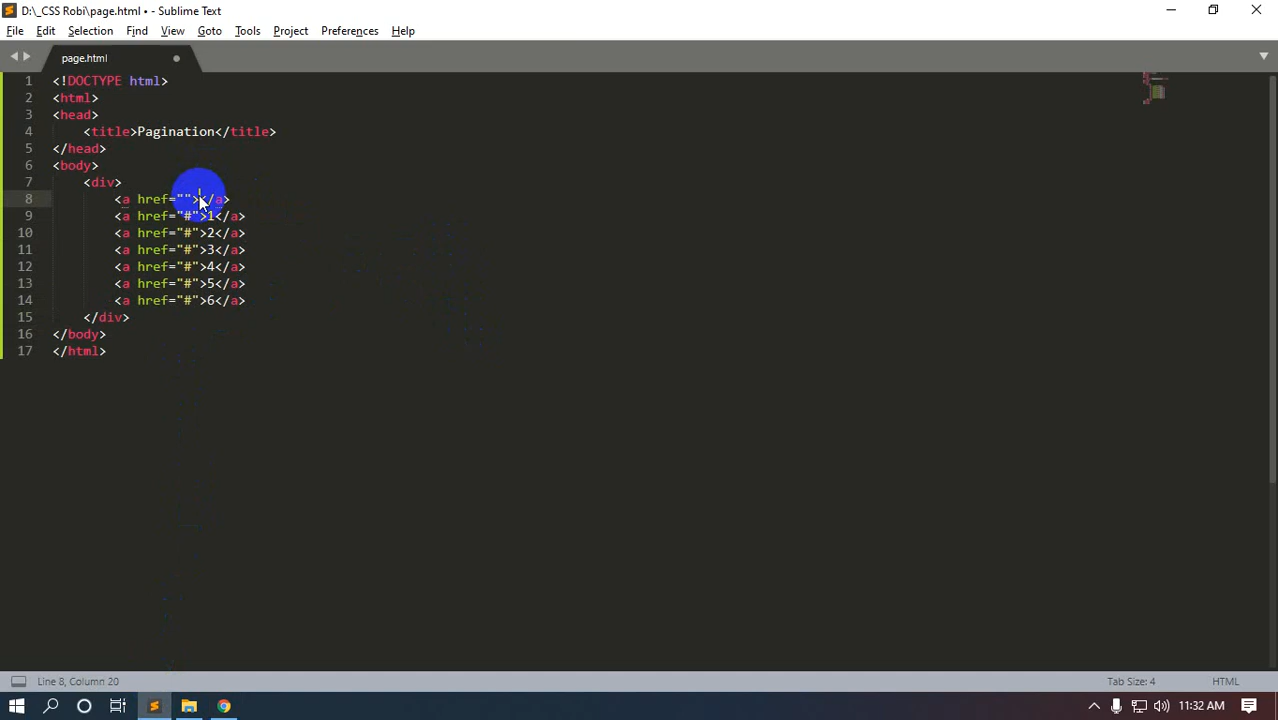 D:\_CSS Robi\page.html • - Sublime Text
File Edit Selection Find View Goto Tools Project Preferences Help
page.html
1 <!DOCTYPE html>
2 <html>
3 <head>
4 <title>Pagination</title>
5 </head>
6 <body>
7 <div>
8 <a href=""></a>
9 <a href="#">1</a>
10 <a href="#">2</a>
11 <a href="#">3</a>
12 <a href="#">4</a>
13 <a href="#">5</a>
14 <a href="#">6</a>
15 </div>
16 </body>
17 </html>
Line 8, Column 20 Tab Size: 4 HTML
11:32 AM